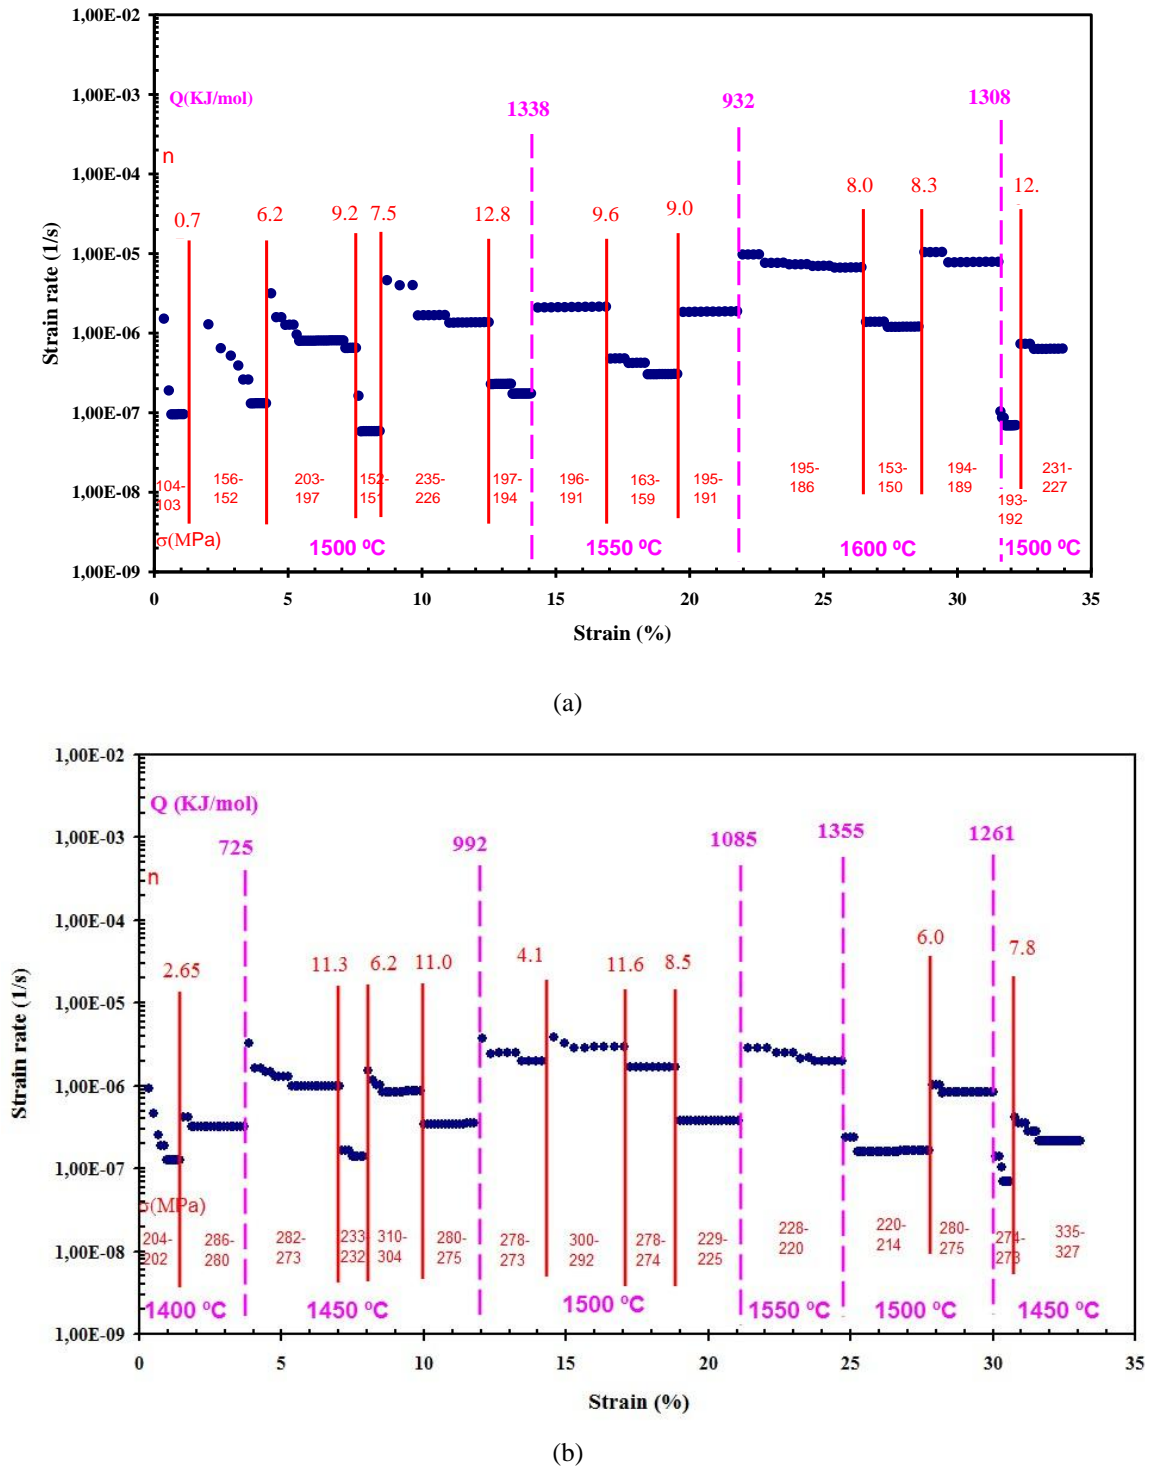 1,00E-02
1,00E-03
Q(KJ/mol)
1338
932
1308
1,00E-04
n
0.7
6.2
9.2
7.5
12.8
9.6
9.0
8.0
8.3
12.
1,00E-05
Strain rate (1/s)
1,00E-06
1,00E-07
1,00E-08
104-
103
156-
152
203-
197
152-
151
235-
226
197-
194
196-
191
163-
159
195-
191
195-
186
153-
150
194-
189
193-
192
231-
227
σ(MPa)
1500 ºC
1550 ºC
1600 ºC
1500 ºC
1,00E-09
0 5 10 15 20 25 30 35
Strain (%)
(a)
1,00E-02
Q (KJ/mol)
1,00E-03
725
992
1085
1355
1261
n
1,00E-04
2.65
11.3
6.2
11.0
4.1
11.6
8.5
6.0
7.8
1,00E-05
Strain rate (1/s)
1,00E-06
1,00E-07
σ(MPa)
204-
202
286-
280
282-
273
233-
232
310-
304
280-
275
278-
273
300-
292
278-
274
229-
225
228-
220
220-
214
280-
275
274-
273
335-
327
1,00E-08
1400 ºC
1450 ºC
1500 ºC
1550 ºC
1500 ºC
1450 ºC
1,00E-09
0 5 10 15 20 25 30 35
Strain (%)
(b)